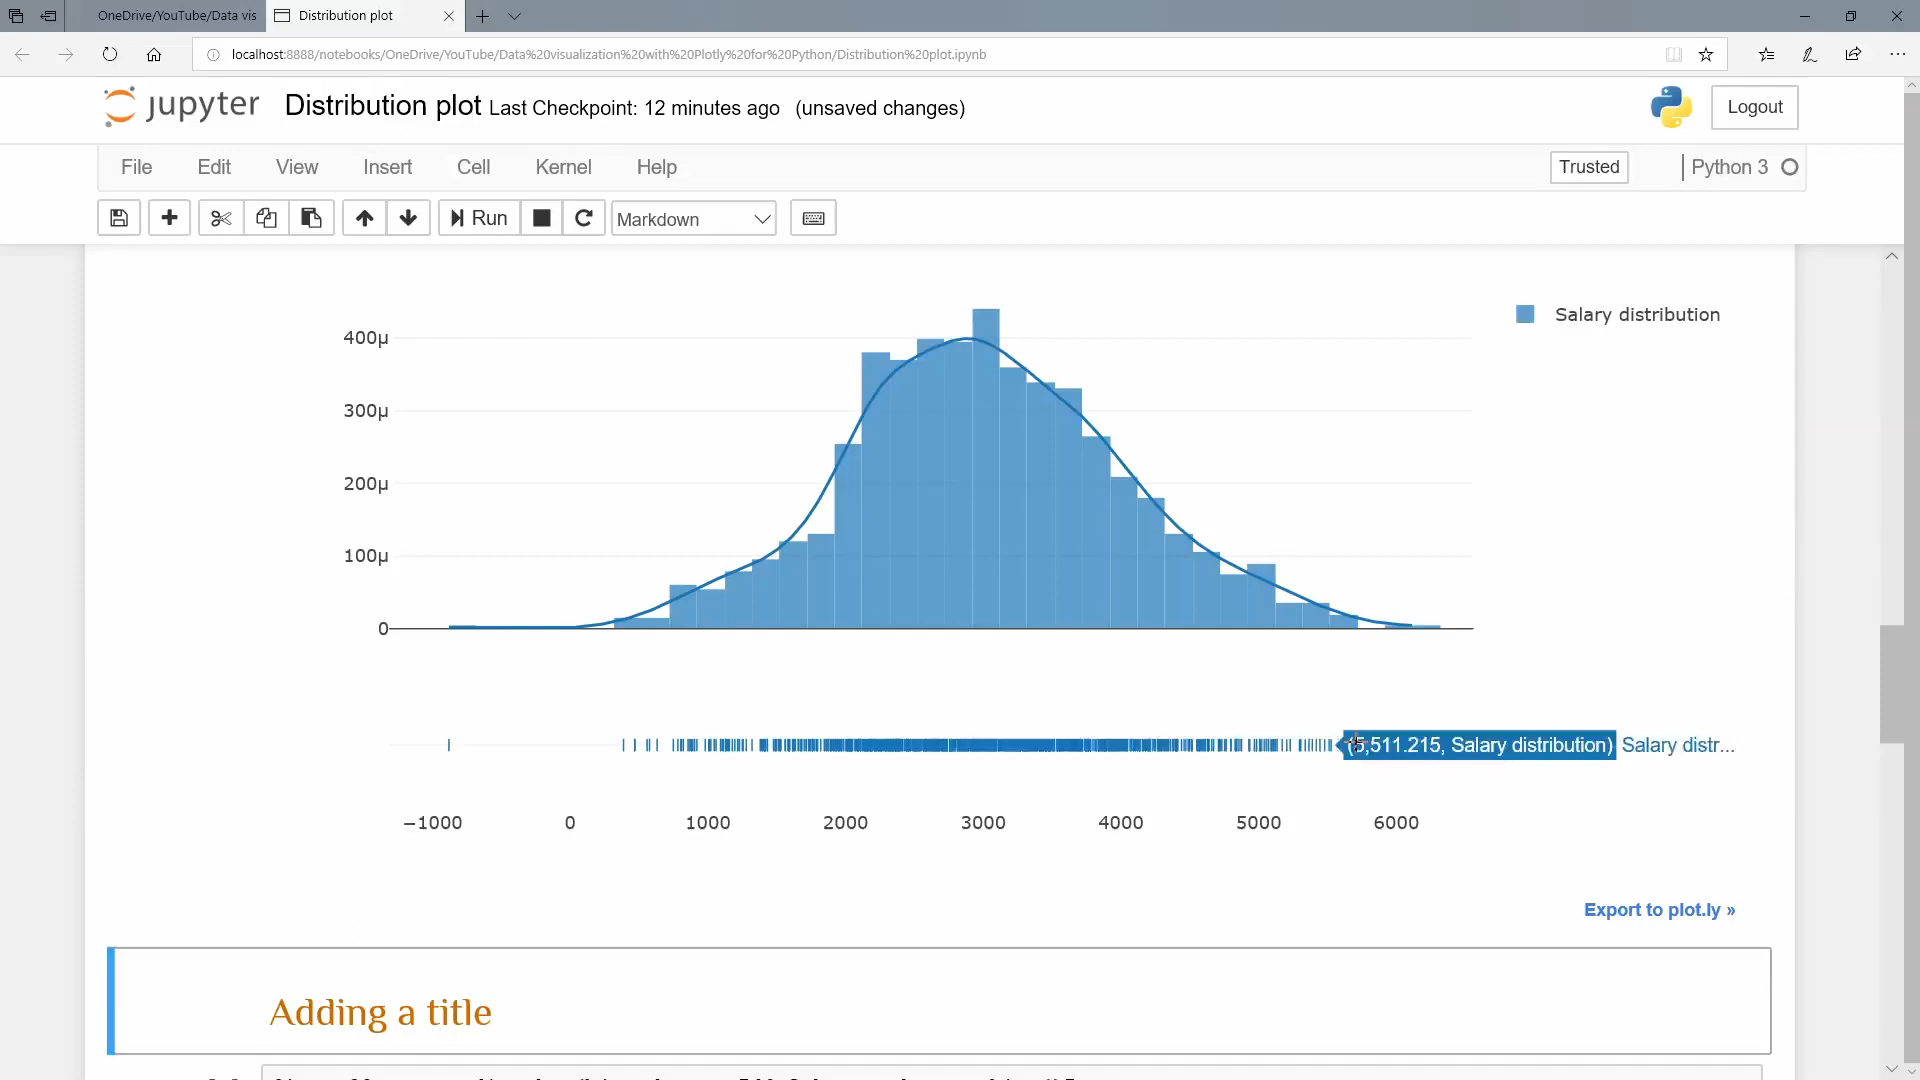 OneDrive/YouTube/Data vis
Distribution plot
localhost:8888/notebooks/OneDrive/YouTube/Data%20visualization%20with%20Plotly%20for%20Python/Distribution%20plot.ipynb
jupyter Distribution plot Last Checkpoint: 12 minutes ago (unsaved changes)
Logout
File Edit View Insert Cell Kernel Help
Trusted
Python 3
Run
Markdown
Salary distribution
400μ
300μ
200μ
100μ
0
(5,511.215, Salary distribution) Salary distr...
−1000 0 1000 2000 3000 4000 5000 6000
Export to plot.ly »
Adding a title